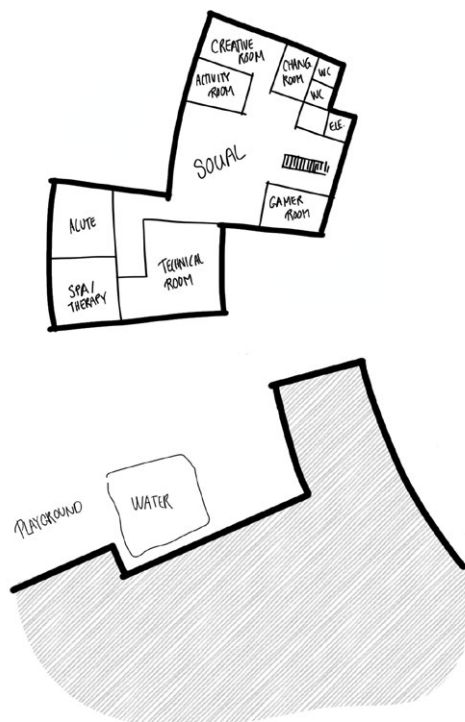 CREATIVE
ROOM
CHANG.
ROOM
WC
WC
ACTIVITY
ROOM
ELE.
SOCIAL
GAMER
ROOM
ACUTE
TECHNICAL
ROOM
SPA/
THERAPY
WATER
PLAYGROUND